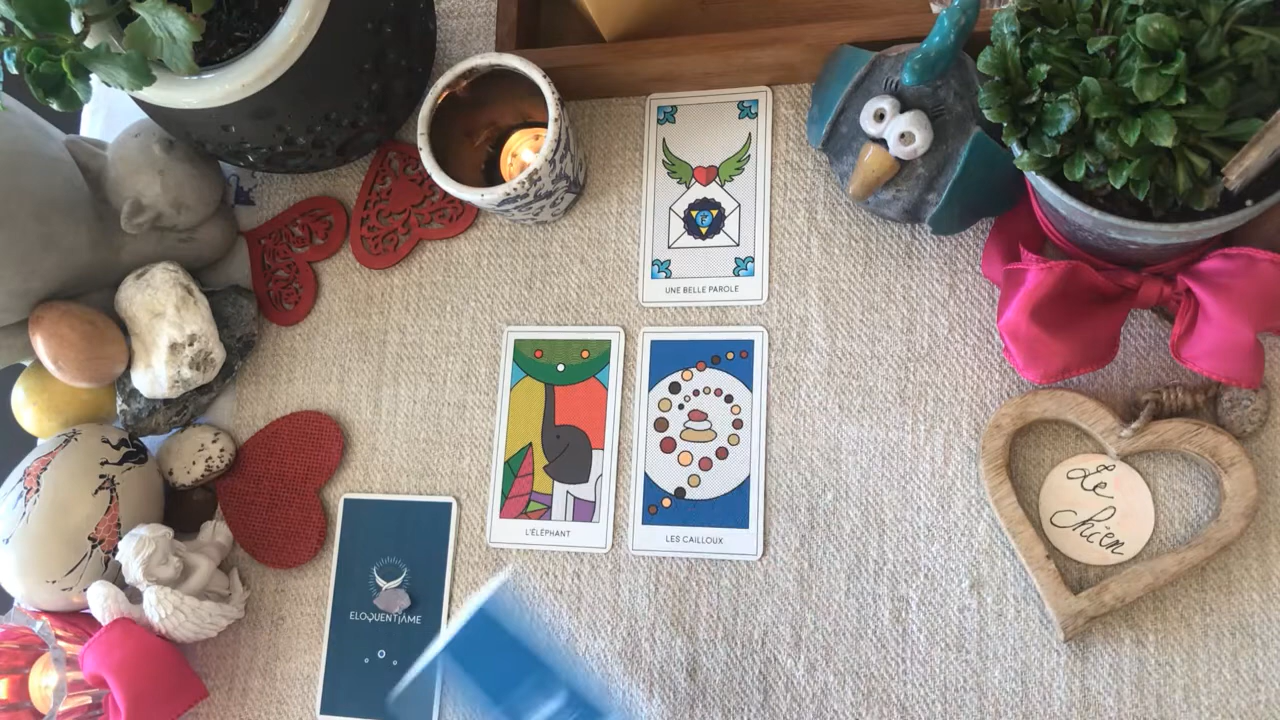 UNE BELLE PAROLE
L'ÉLÉPHANT
LES CAILLOUX
Le
Chien
ELOQUENTIAME